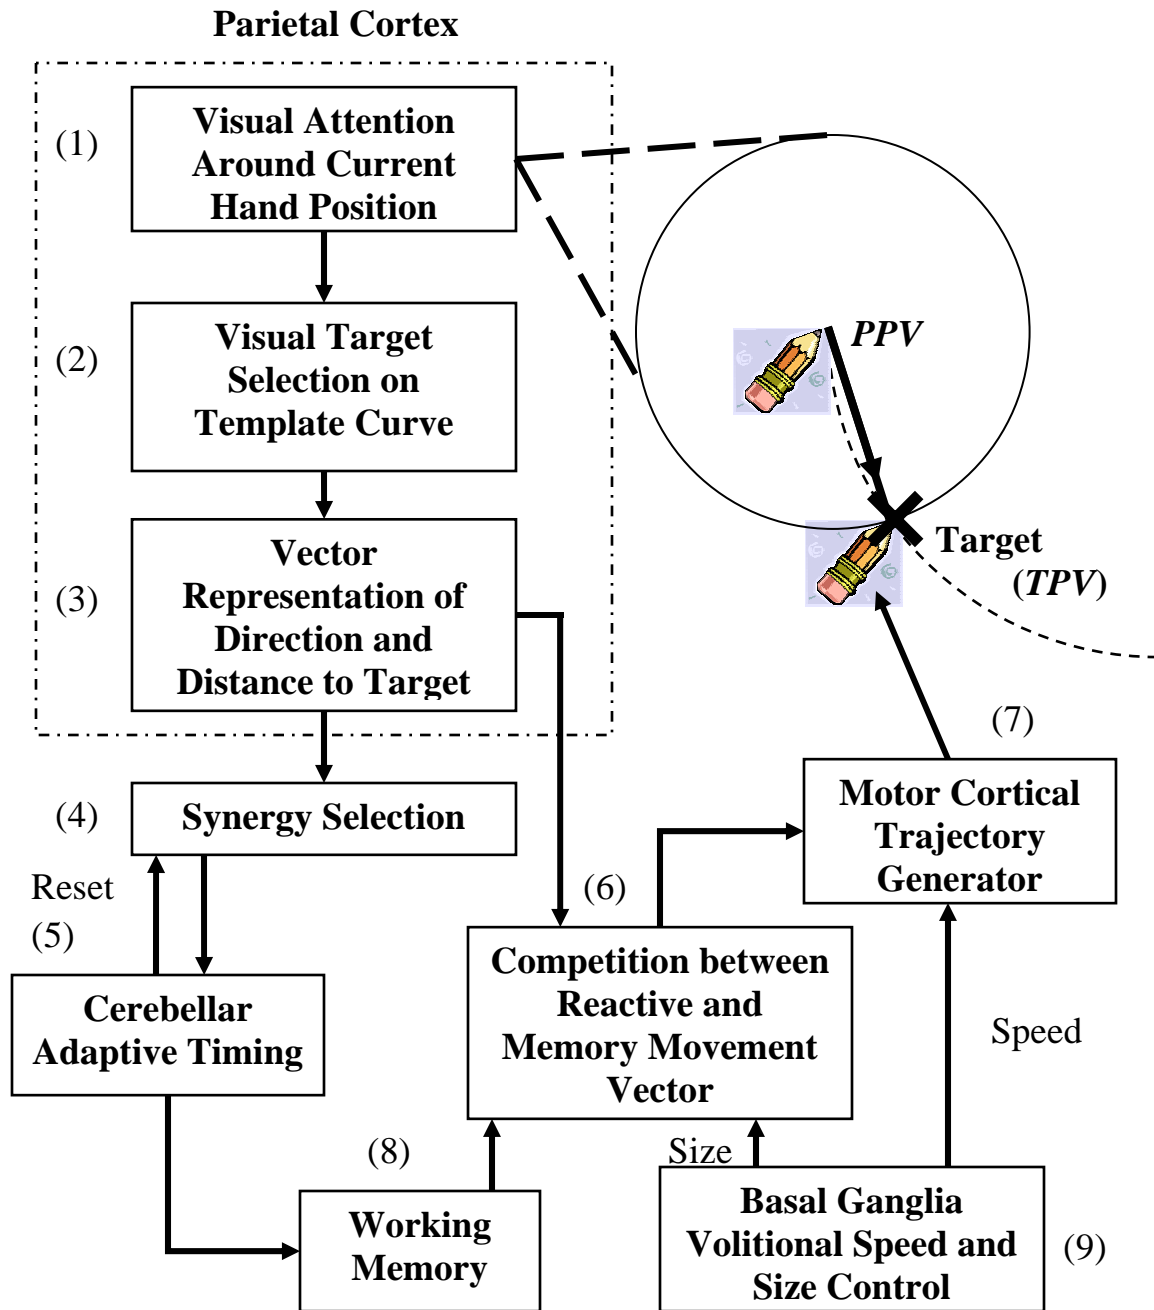 Parietal Cortex
(1)
Visual Attention
Around Current
Hand Position
(2)
Visual Target
Selection on
Template Curve
(3)
Vector
Representation of
Direction and
Distance to Target
PPV
Target
(TPV)
(4)
Synergy Selection
Reset
(5)
Cerebellar
Adaptive Timing
(6)
Competition between
Reactive and
Memory Movement
Vector
(7)
Motor Cortical
Trajectory
Generator
Speed
(8)
Working
Memory
Size
Basal Ganglia
Volitional Speed and
Size Control
(9)